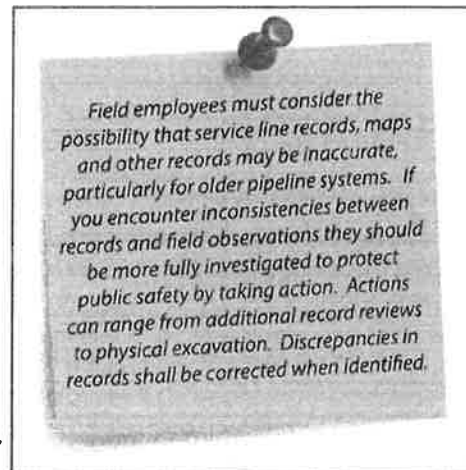 Field employees must consider the
possibility that service line records, maps
and other records may be inaccurate,
particularly for older pipeline systems. If
you encounter inconsistencies between
records and field observations they should
be more fully investigated to protect
public safety by taking action. Actions
can range from additional record reviews
to physical excavation. Discrepancies in
records shall be corrected when identified.